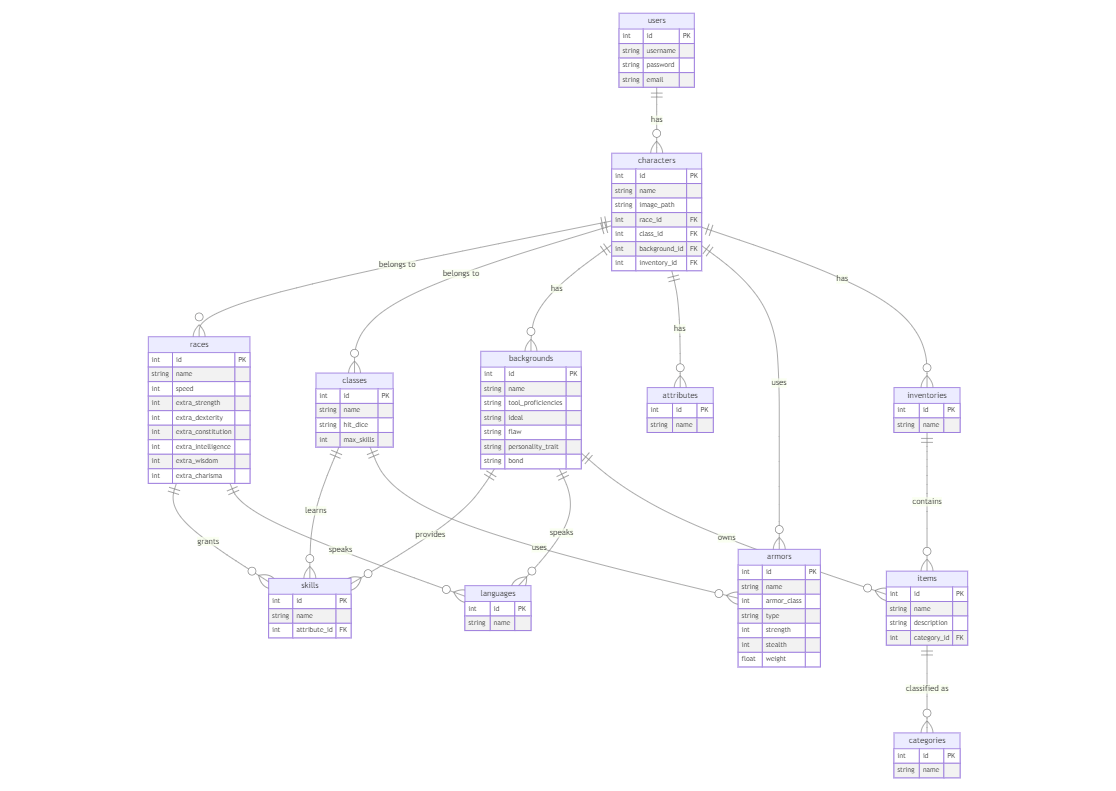 users
int id PK
string username
string password
string email
has
characters
int id PK
string name
string image_path
int race_id FK
int class_id FK
int background_id FK
int inventory_id FK
belongs to
belongs to
has
has
uses
has
races
int id PK
string name
int speed
int extra_strength
int extra_dexterity
int extra_constitution
int extra_intelligence
int extra_wisdom
int extra_charisma
classes
int id PK
string name
string hit_dice
int max_skills
backgrounds
int id PK
string name
string tool_proficiencies
string ideal
string flaw
string personality_trait
string bond
attributes
int id PK
string name
inventories
int id PK
string name
grants
speaks
learns
uses
provides
speaks
owns
contains
skills
int id PK
string name
int attribute_id FK
languages
int id PK
string name
armors
int id PK
string name
int armor_class
string type
int strength
int stealth
float weight
items
int id PK
string name
string description
int category_id FK
classified as
categories
int id PK
string name